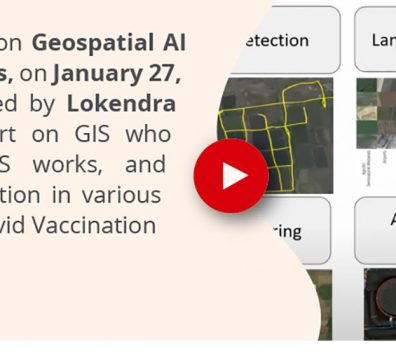 on Geospatial AI
s, on January 27,
ed by Lokendra
rt on GIS who
S works, and
tion in various
vid Vaccination
etection
Lan
ring
A